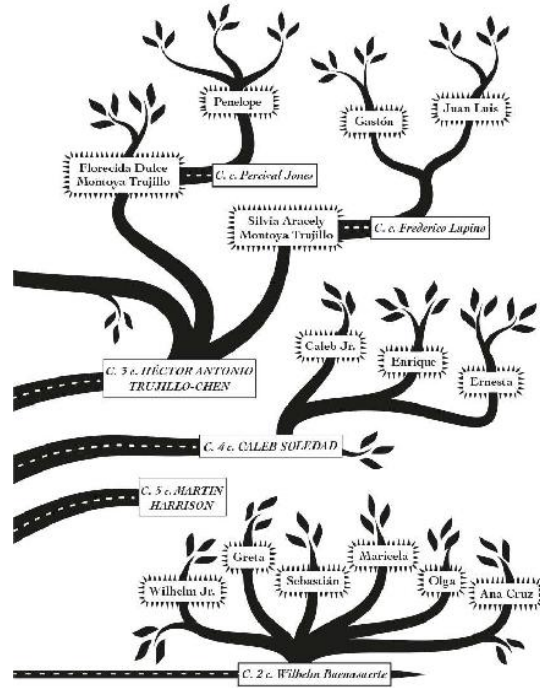 Penelope
Gastón
Juan Luis
Florecida Dulce
Montoya Trujillo
C. c. Percival Jones
Silvia Aracely
Montoya Trujillo
C. c. Frederico Lupino
Caleb Jr.
Enrique
Ernesta
C. 3 c. HÉCTOR ANTONIO
TRUJILLO-CHEN
C. 4 c. CALEB SOLEDAD
C. 5 c. MARTIN
HARRISON
Wilhelm Jr.
Greta
Sebastián
Maricela
Olga
Ana Cruz
C. 2 c. Wilhelm Buenasuerte